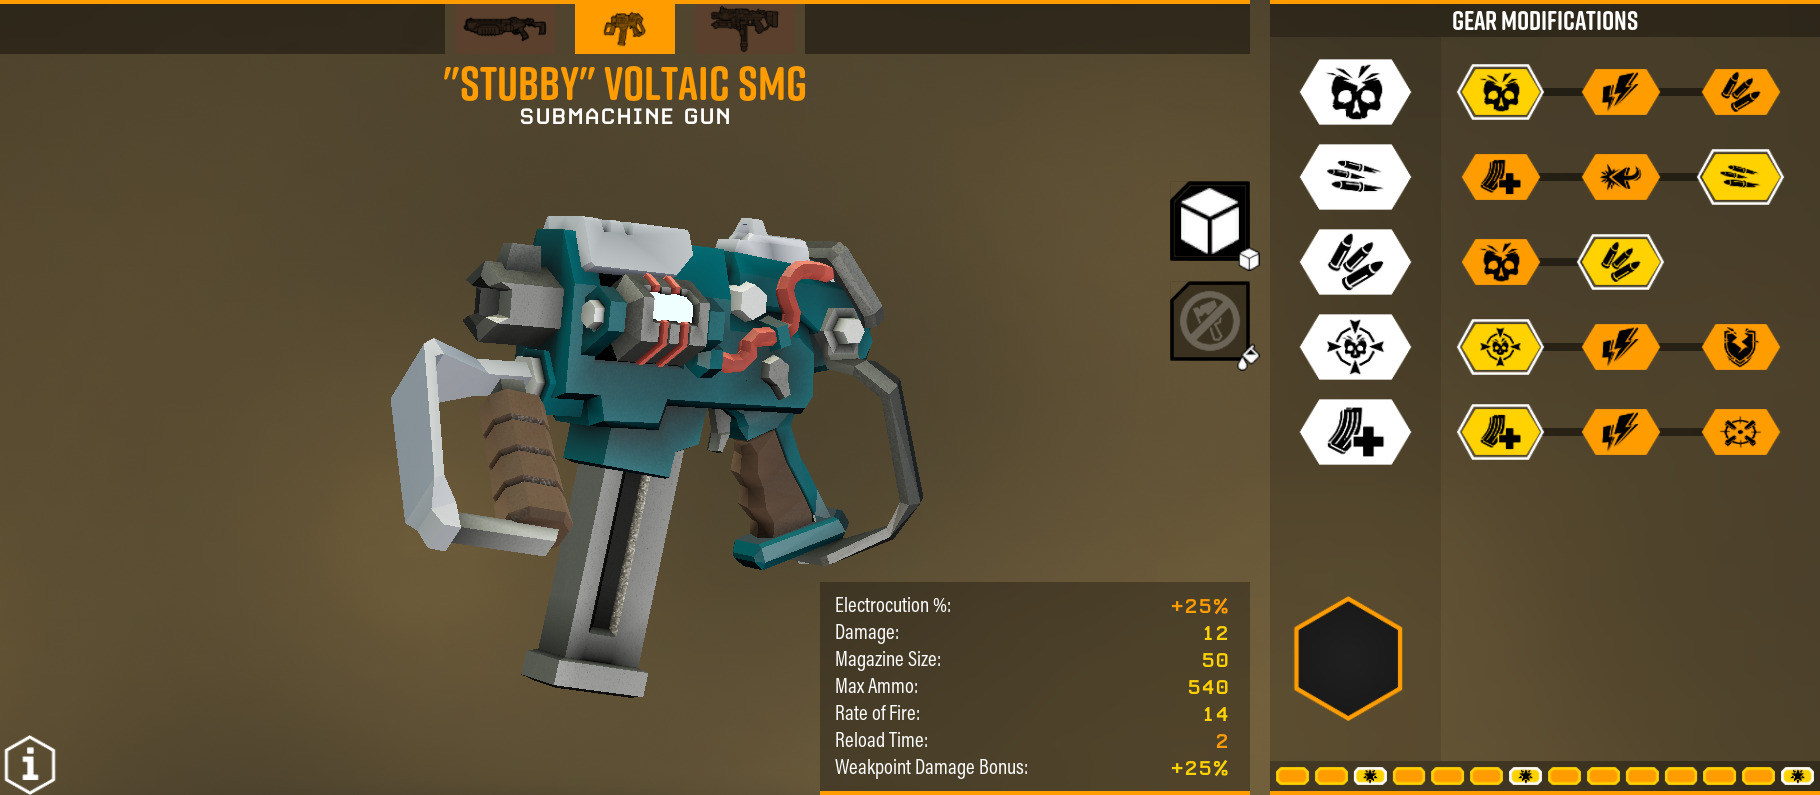 GEAR MODIFICATIONS
"STUBBY" VOLTAIC SMG
SUBMACHINE GUN
Electrocution %: +25%
Damage: 12
Magazine Size: 50
Max Ammo: 540
Rate of Fire: 14
Reload Time: 2
Weakpoint Damage Bonus: +25%